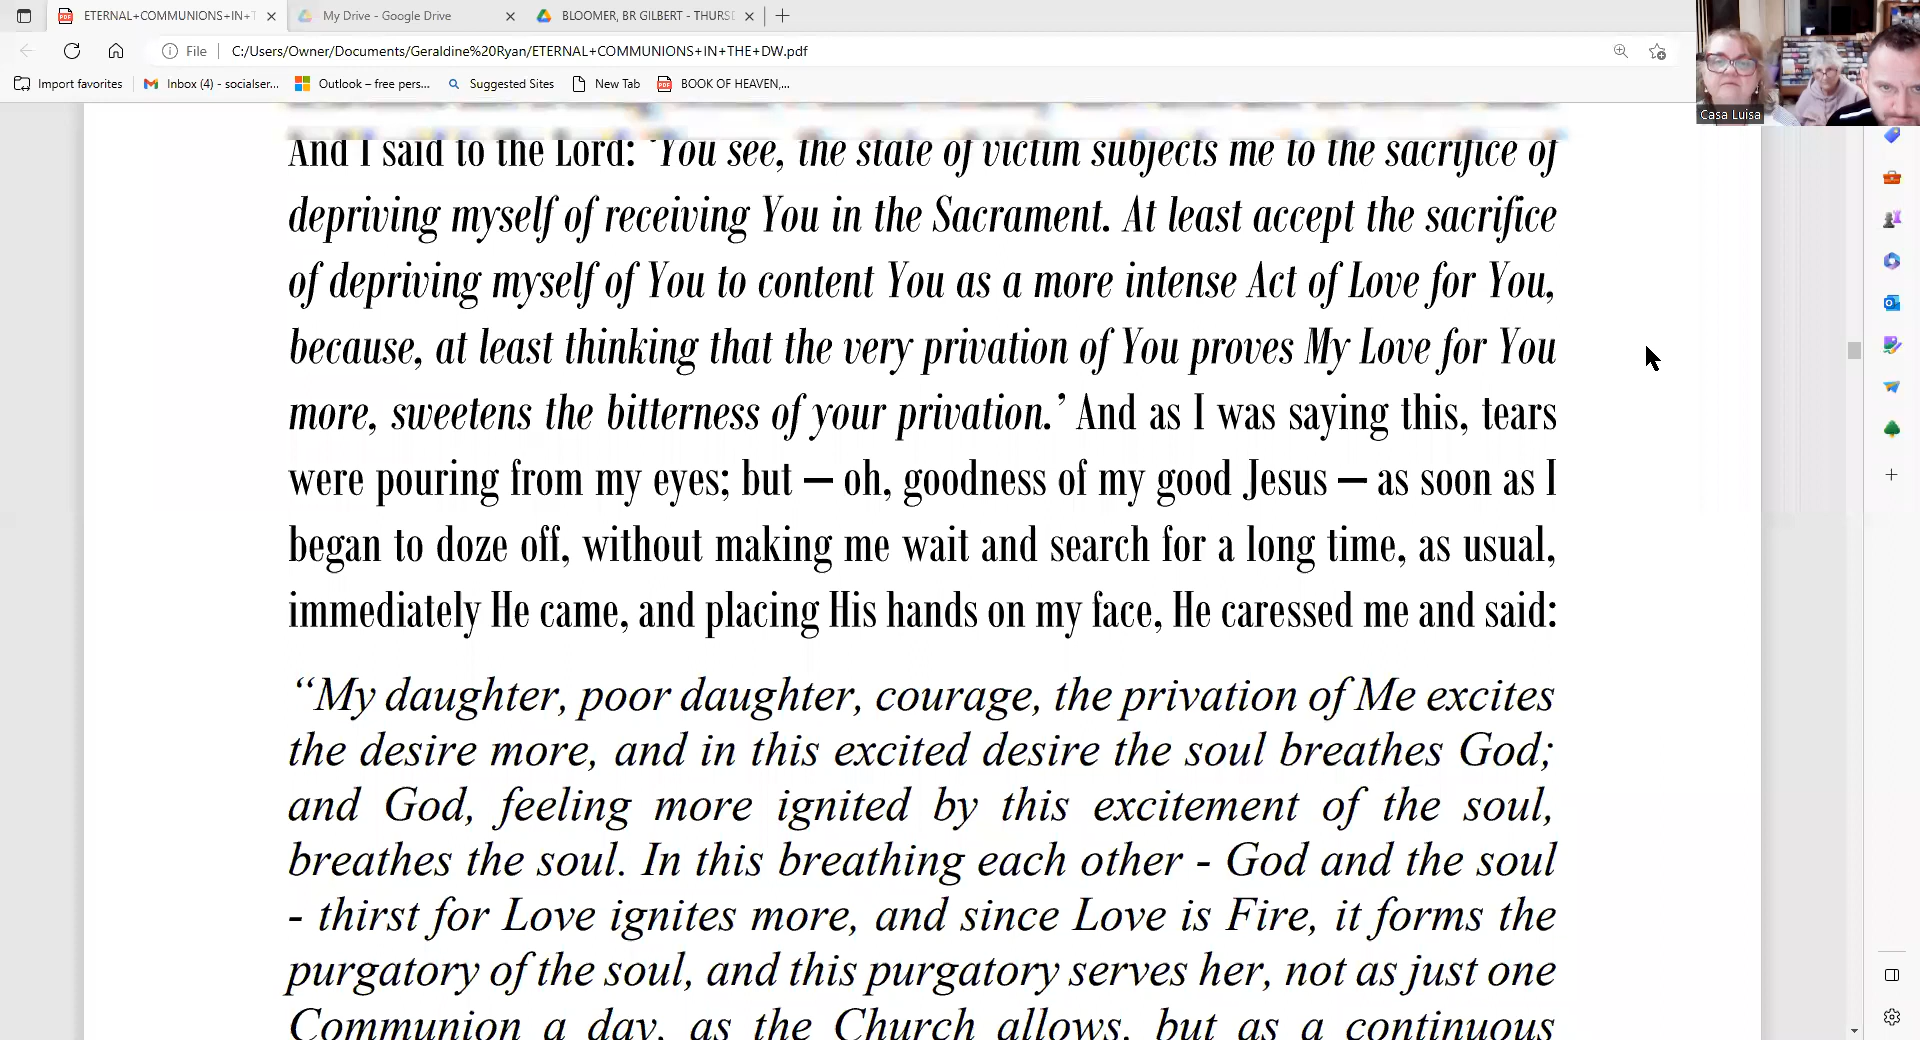 ETERNAL+COMMUNIONS+IN+T
My Drive - Google Drive
BLOOMER, BR GILBERT - THURSD
File
C:/Users/Owner/Documents/Geraldine%20Ryan/ETERNAL+COMMUNIONS+IN+THE+DW.pdf
Import favorites
Inbox (4) - socialser...
Outlook – free pers...
Suggested Sites
New Tab
BOOK OF HEAVEN,...
Casa Luisa
And I said to the Lord: ‘You see, the state of victim subjects me to the sacrifice of
depriving myself of receiving You in the Sacrament. At least accept the sacrifice
of depriving myself of You to content You as a more intense Act of Love for You,
because, at least thinking that the very privation of You proves My Love for You
more, sweetens the bitterness of your privation.’ And as I was saying this, tears
were pouring from my eyes; but — oh, goodness of my good Jesus — as soon as I
began to doze off, without making me wait and search for a long time, as usual,
immediately He came, and placing His hands on my face, He caressed me and said:
“My daughter, poor daughter, courage, the privation of Me excites
the desire more, and in this excited desire the soul breathes God;
and God, feeling more ignited by this excitement of the soul,
breathes the soul. In this breathing each other - God and the soul
- thirst for Love ignites more, and since Love is Fire, it forms the
purgatory of the soul, and this purgatory serves her, not as just one
Communion a day, as the Church allows, but as a continuous